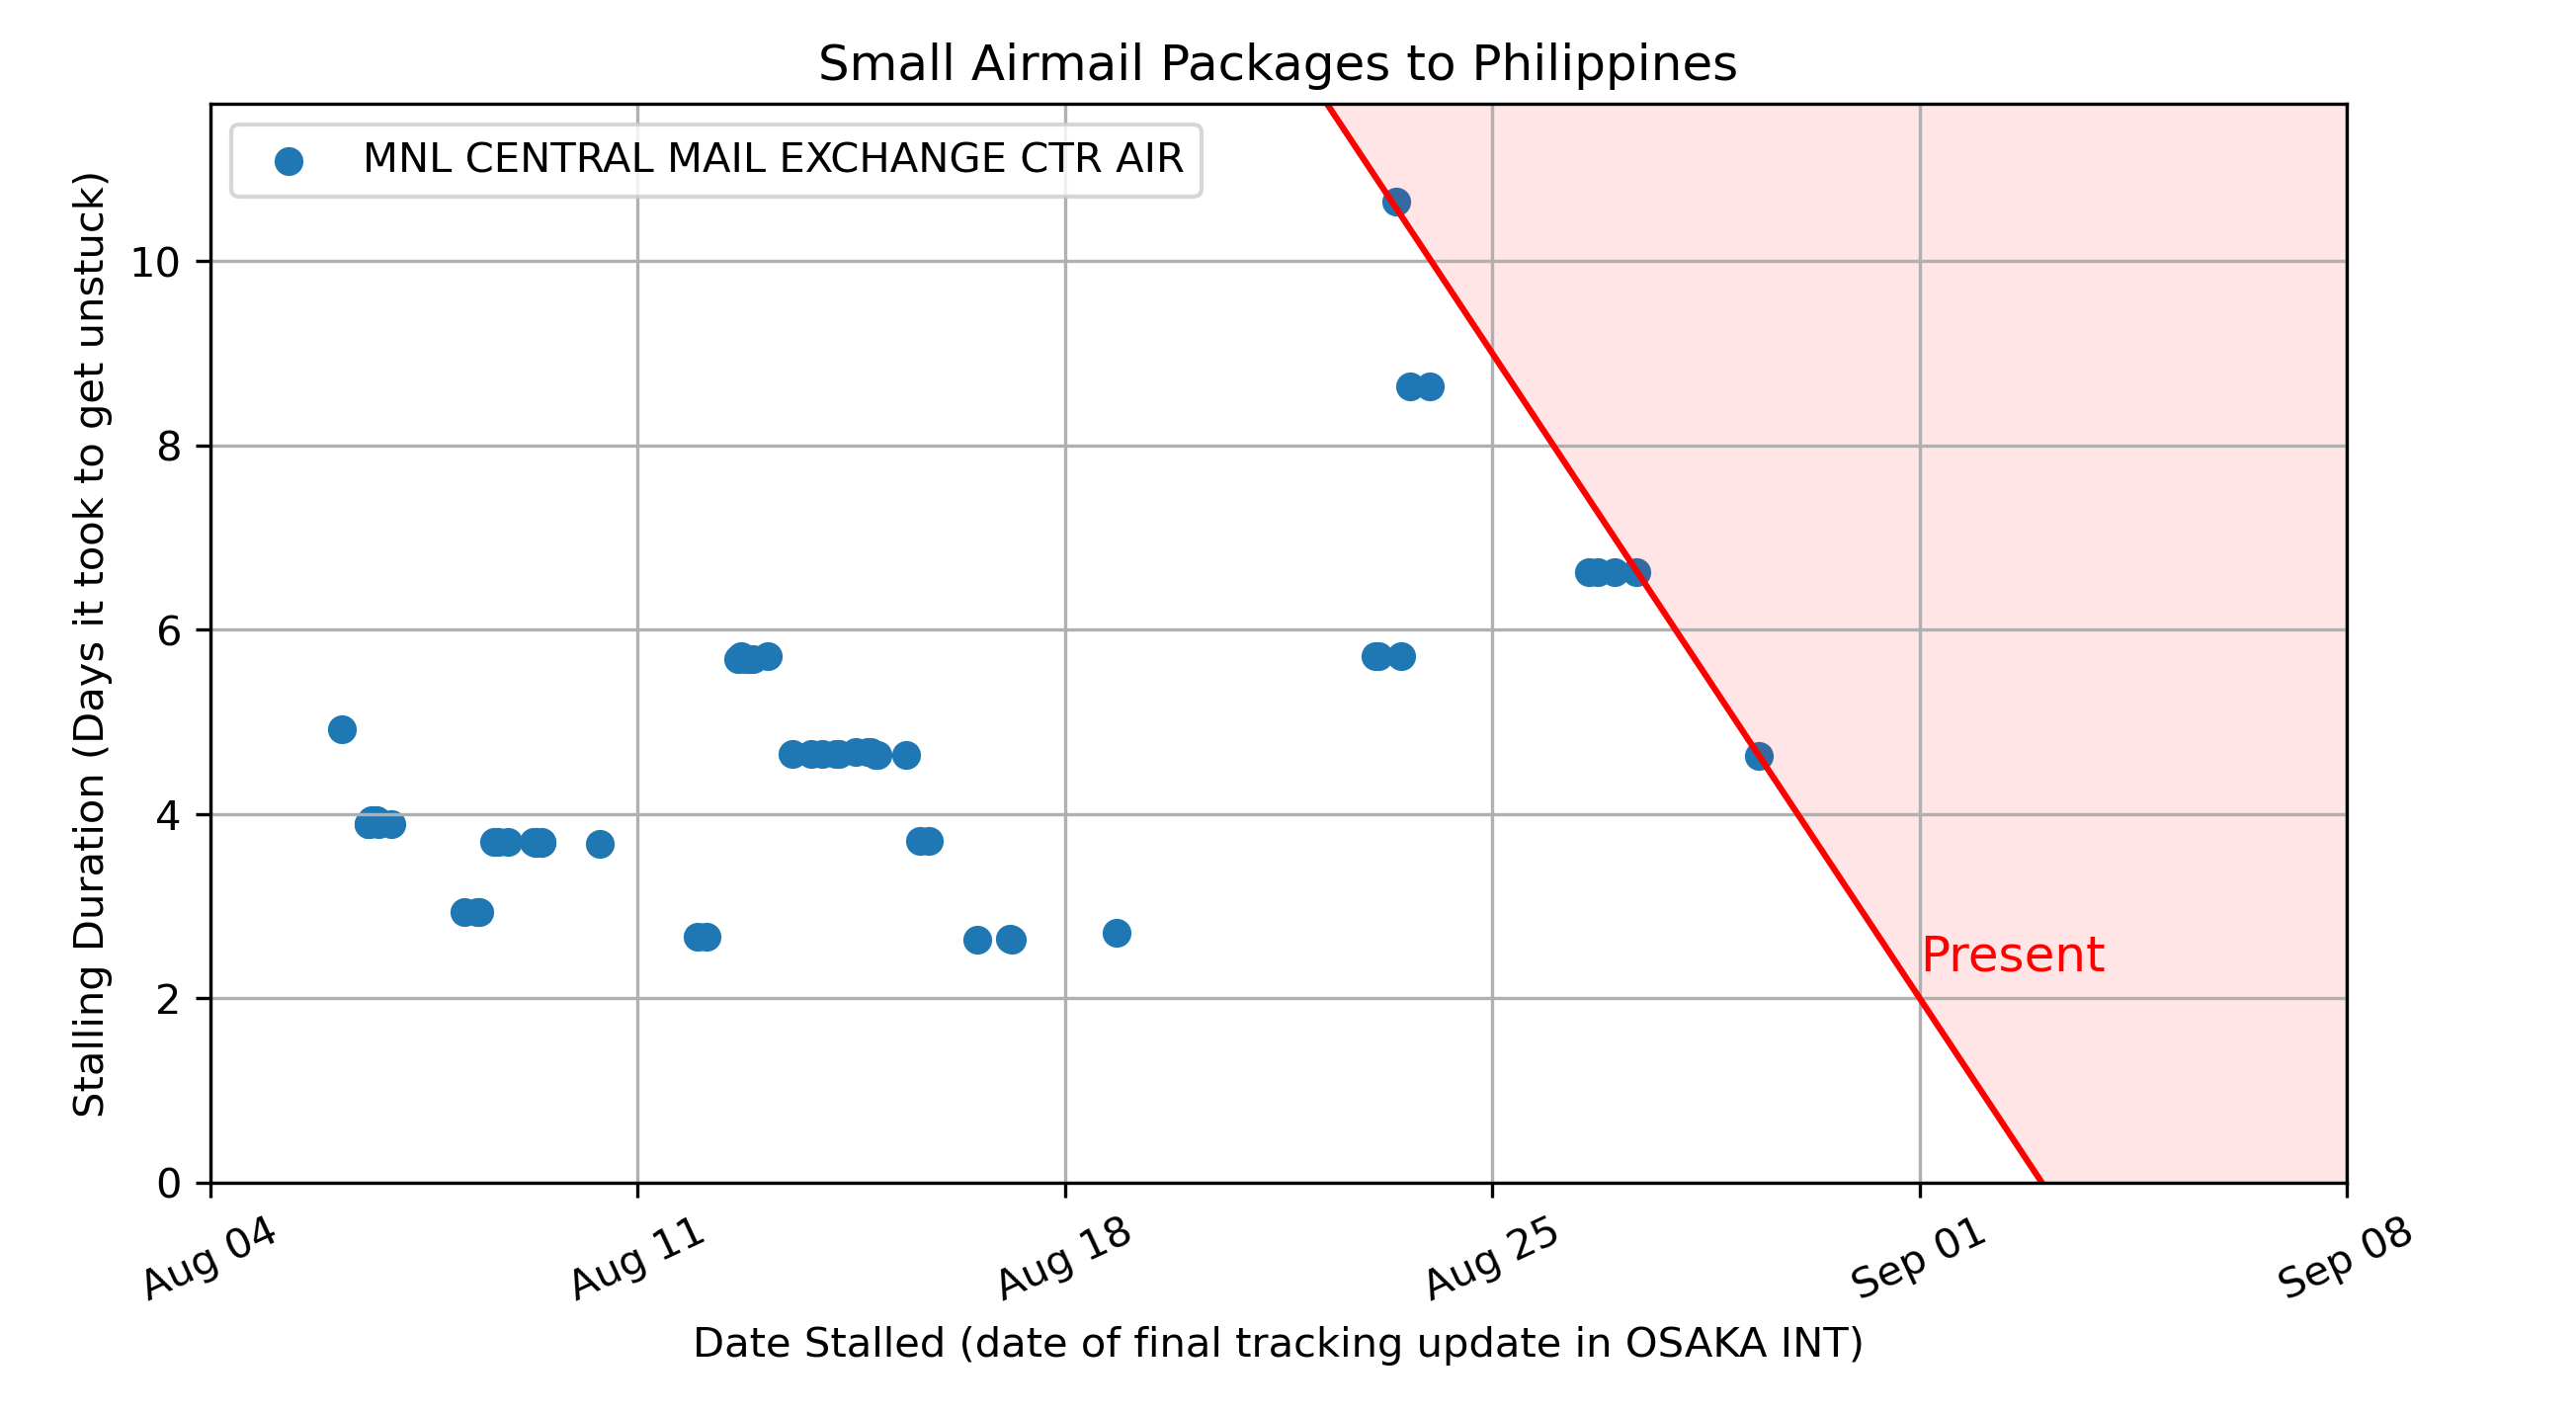 Small Airmail Packages to Philippines
MNL CENTRAL MAIL EXCHANGE CTR AIR
Stalling Duration (Days it took to get unstuck)
10
8
6
4
2
0
Present
Aug 04
Aug 11
Aug 18
Aug 25
Sep 01
Sep 08
Date Stalled (date of final tracking update in OSAKA INT)